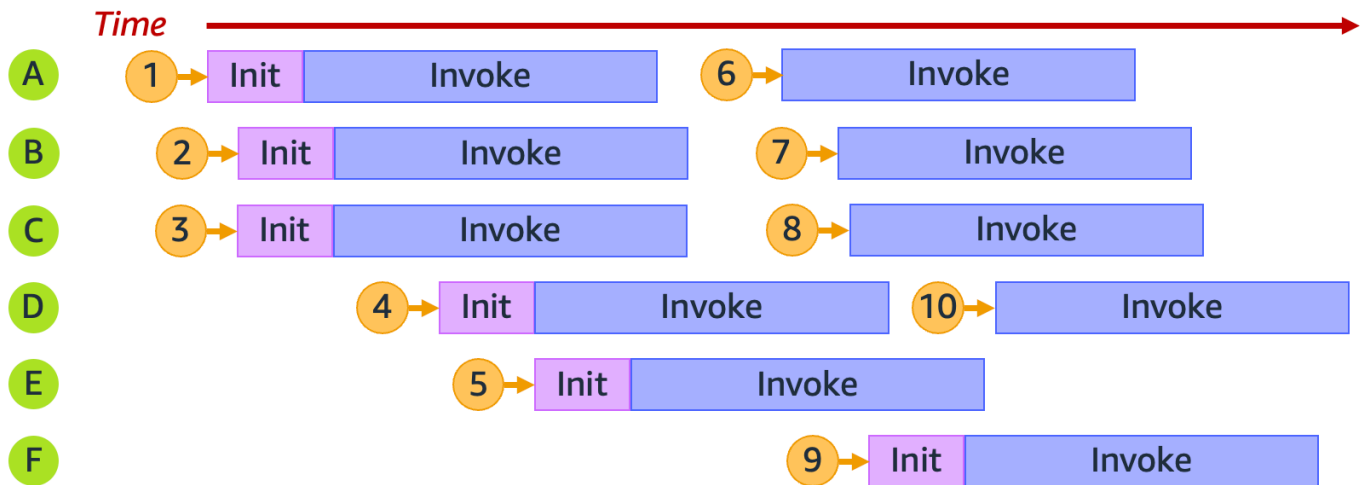 Time
A 1 Init Invoke 6 Invoke
B 2 Init Invoke 7 Invoke
C 3 Init Invoke 8 Invoke
D 4 Init Invoke 10 Invoke
E 5 Init Invoke
F 9 Init Invoke